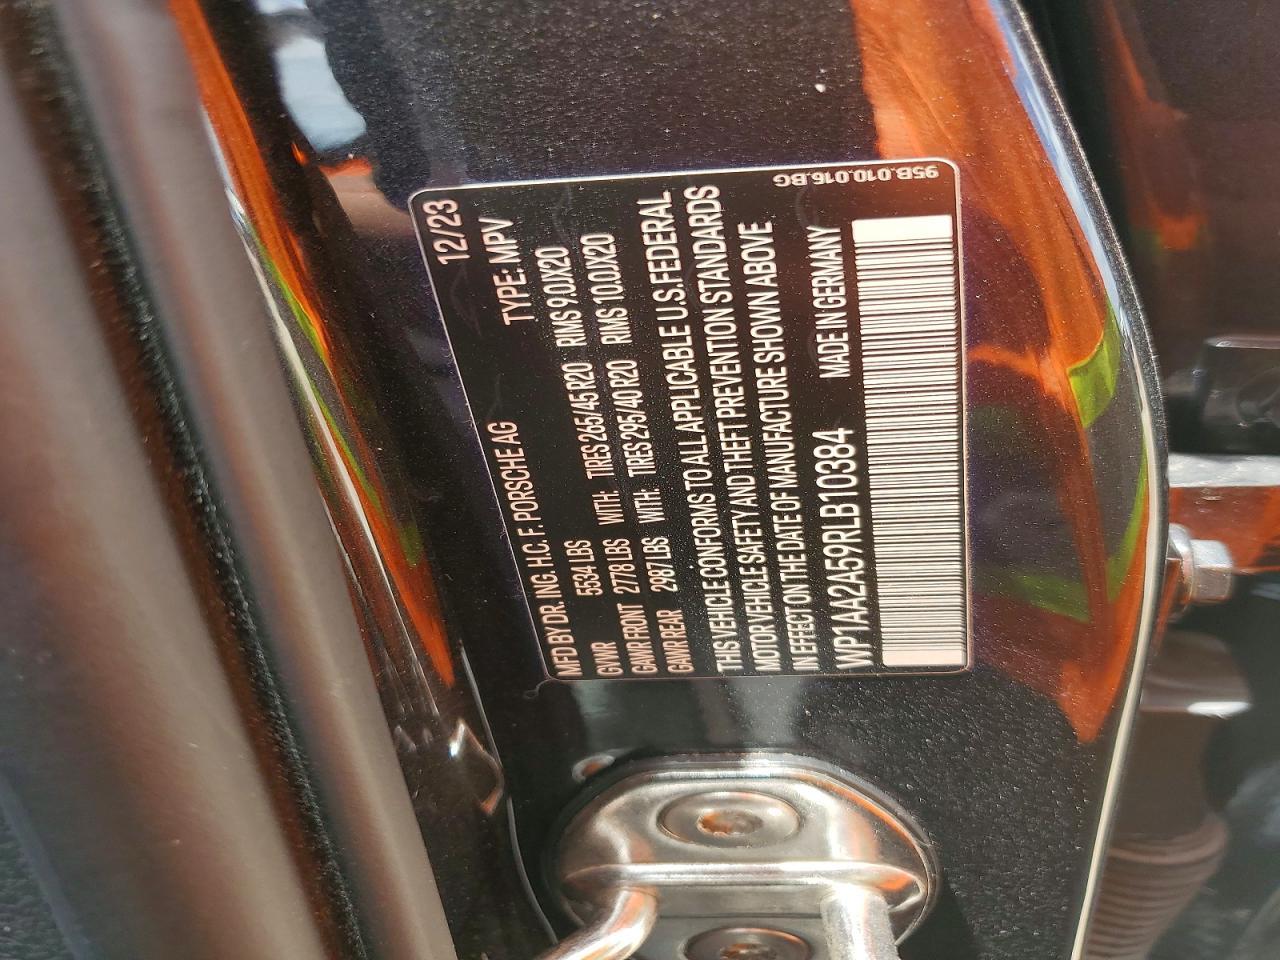 12/23
MFD BY DR. ING. H.C. F. PORSCHE AG TYPE: MPV
GVWR 5534 LBS
GAWR FRONT 2778 LBS WITH: TIRES 265/45 R20 RIMS 9.0X20
GAWR REAR 2987 LBS WITH: TIRES 295/40 R20 RIMS 10.0X20
THIS VEHICLE CONFORMS TO ALL APPLICABLE U.S. FEDERAL
MOTOR VEHICLE SAFETY AND THEFT PREVENTION STANDARDS
IN EFFECT ON THE DATE OF MANUFACTURE SHOWN ABOVE
WP1AA2A59RLB10384 MADE IN GERMANY
95B.010.016.BG